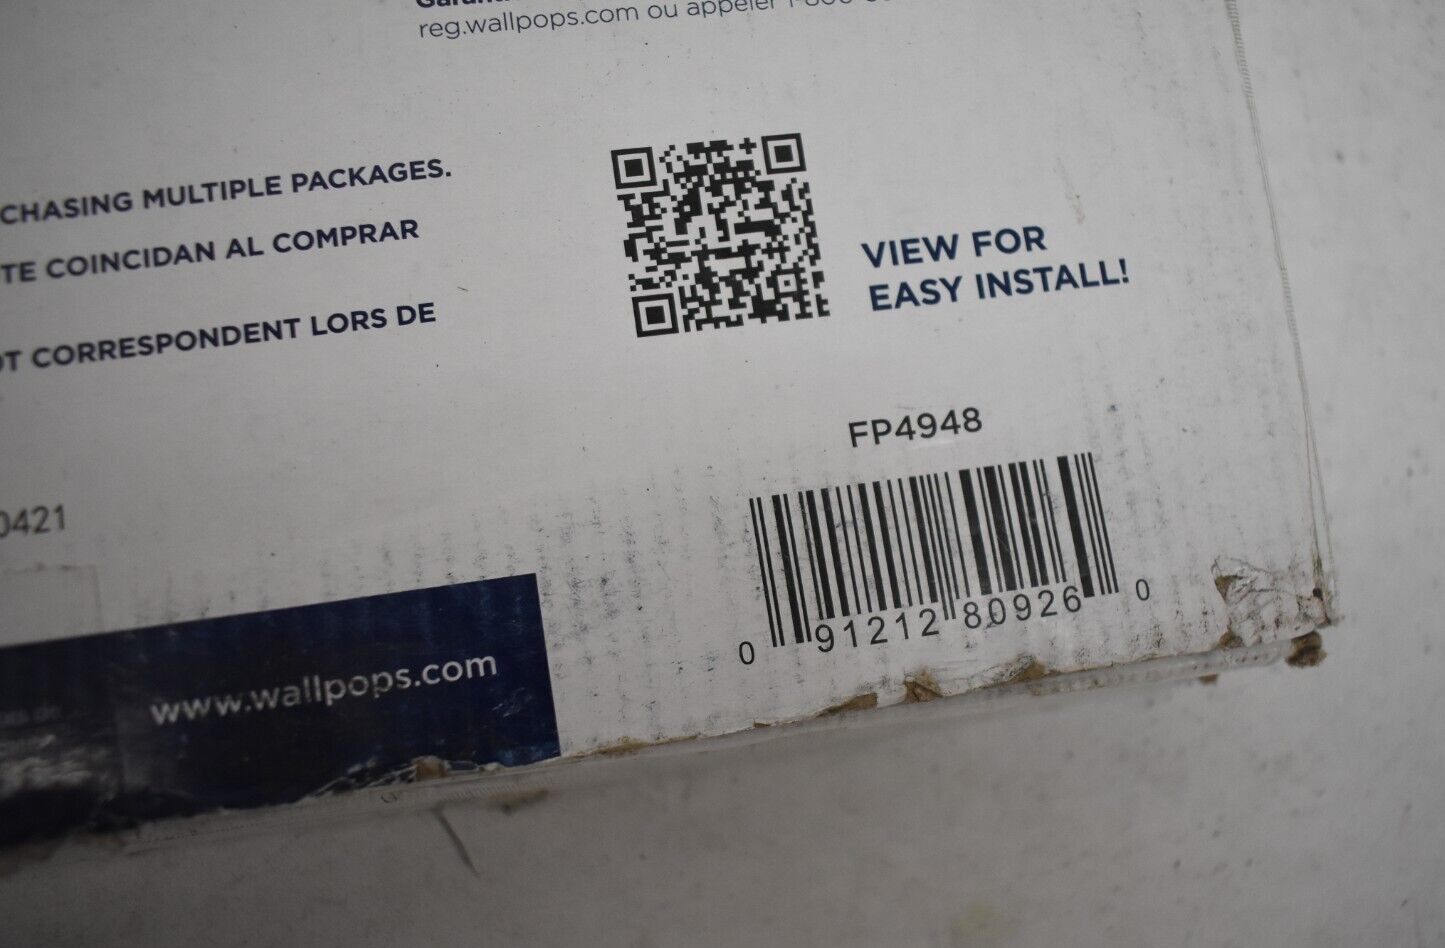 reg.wallpops.com ou appeler
CHASING MULTIPLE PACKAGES.
TE COINCIDAN AL COMPRAR
OT CORRESPONDENT LORS DE
VIEW FOR
EASY INSTALL!
FP4948
0421
0 91212 80926 0
www.wallpops.com